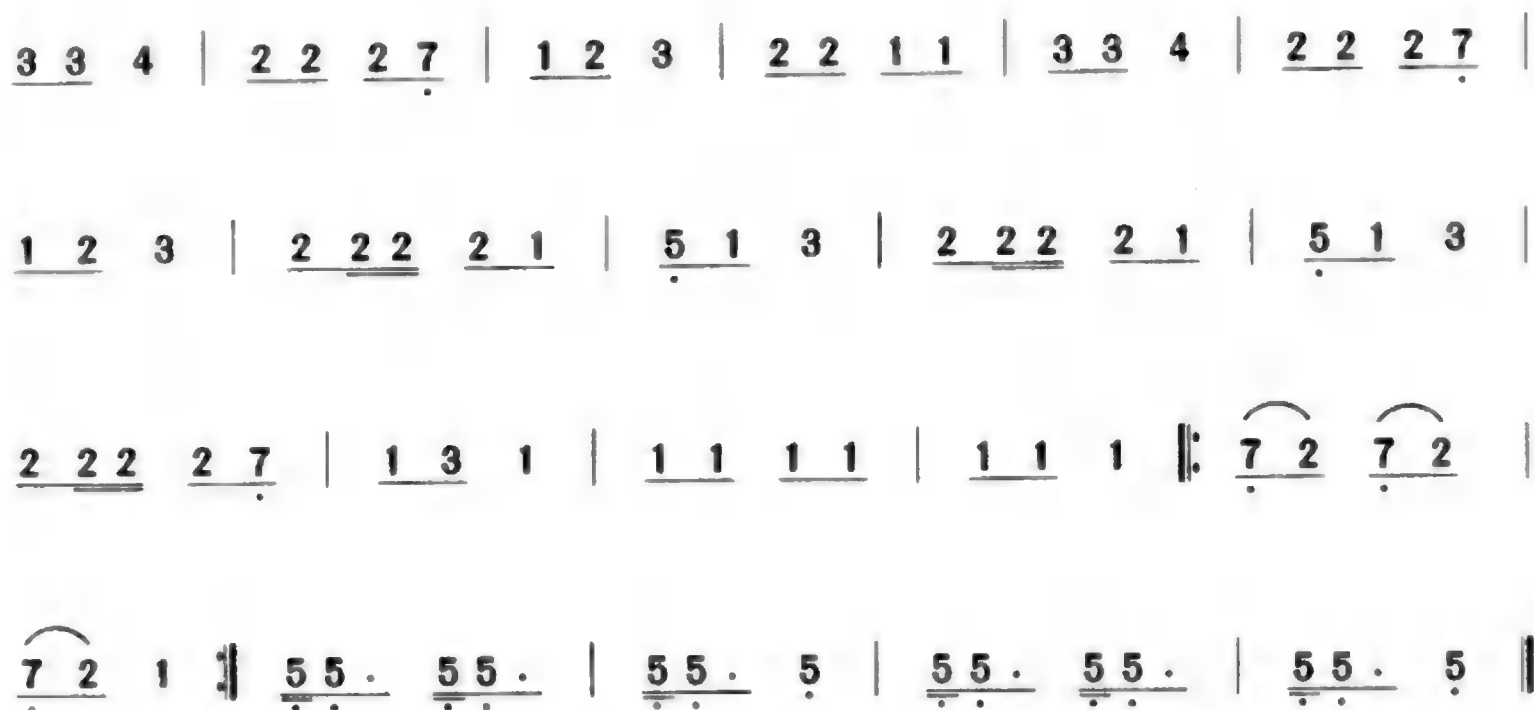 3 3 4 | 2 2 2 7̣ | 1 2 3 | 2 2 1 1 | 3 3 4 | 2 2 2 7̣ |
1 2 3 | 2 2 2 2 1 | 5̣ 1 3 | 2 2 2 2 1 | 5̣ 1 3 |
2 2 2 2 7̣ | 1 3 1 | 1 1 1 1 | 1 1 1 ‖: 7̣ 2 7̣ 2 |
7̣ 2 1 :‖ 5̣ 5̣ . 5̣ 5̣ . | 5̣ 5̣ . 5̣ | 5̣ 5̣ . 5̣ 5̣ . | 5̣ 5̣ . 5̣ ‖